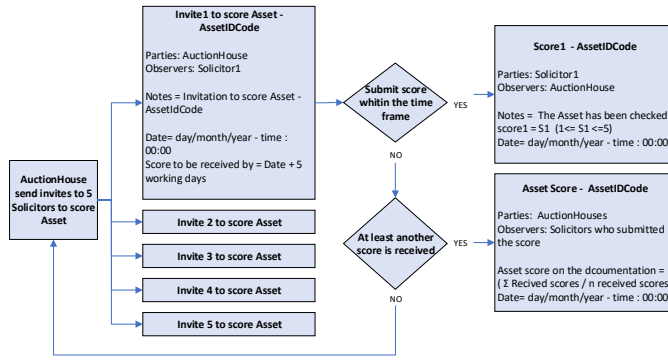 Invite1 to score Asset -
AssetIDCode
Parties: AuctionHouse
Observers: Solicitor1
Notes = Invitation to score Asset -
AssetIdCode
Date= day/month/year - time :
00:00
Score to be received by = Date + 5
working days
AuctionHouse
send invites to 5
Solicitors to score
Asset
Invite 2 to score Asset
Invite 3 to score Asset
Invite 4 to score Asset
Invite 5 to score Asset
Submit score
whitin the time
frame
YES
NO
At least another
score is received
YES
NO
Score1 - AssetIDCode
Parties: Solicitor1
Observers: AuctionHouse
Notes = The Asset has been checked
score1 = S1 (1<= S1 <=5)
Date= day/month/year - time : 00:00
Asset Score - AssetIDCode
Parties: AuctionHouses
Observers: Solicitors who submitted
the score
Asset score on the dcoumentation =
( Σ Recived scores / n received scores
Date= day/month/year - time : 00:00